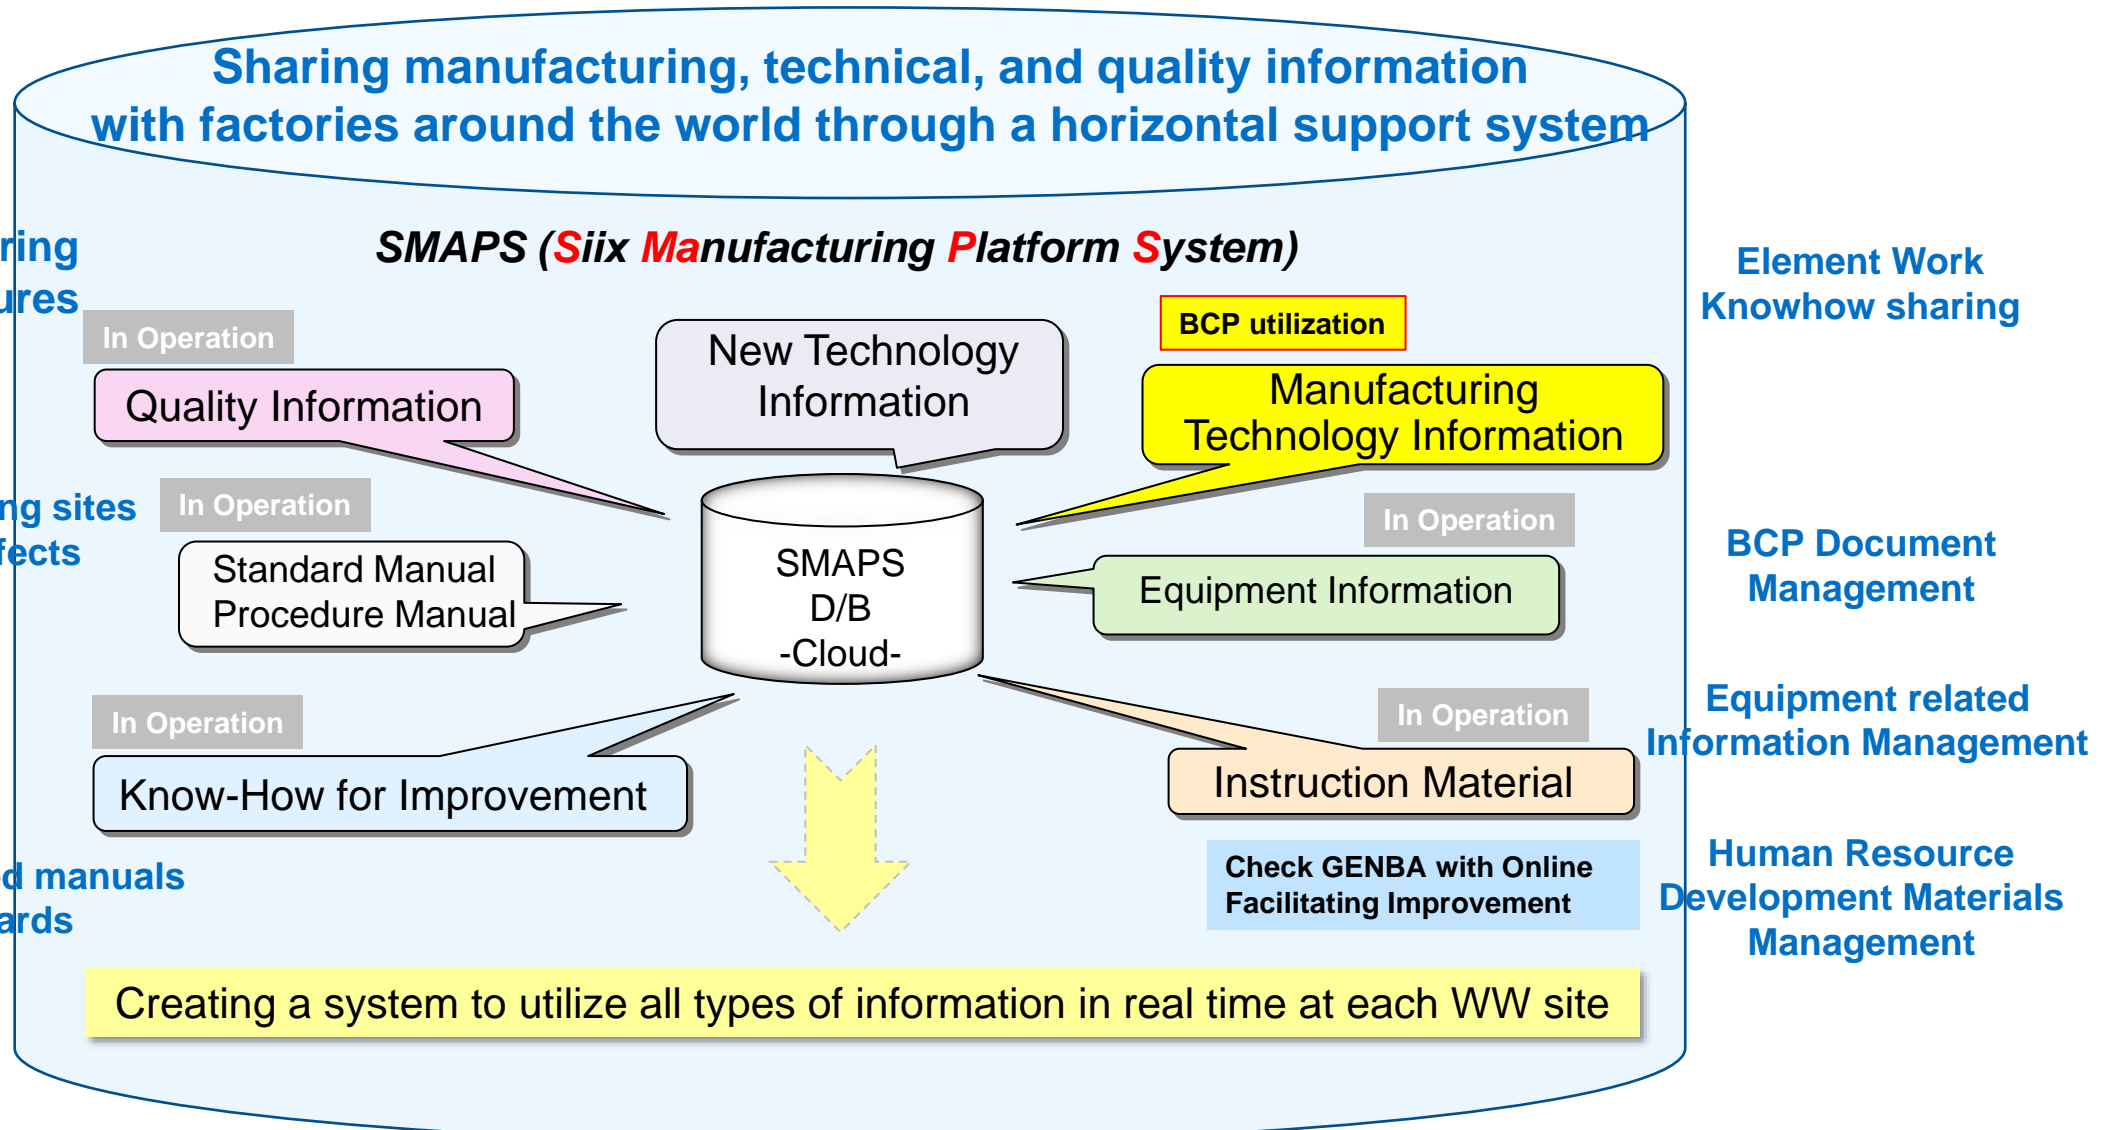 Sharing manufacturing, technical, and quality information
with factories around the world through a horizontal support system
SMAPS (Siix Manufacturing Platform System)
Element Work
Knowhow sharing
BCP utilization
In Operation
Quality Information
New Technology
Information
Manufacturing
Technology Information
sites
In Operation
Standard Manual
Procedure Manual
SMAPS
D/B
-Cloud-
In Operation
Equipment Information
BCP Document
Management
In Operation
Know-How for Improvement
In Operation
Instruction Material
Equipment related
Information Management
manuals
Check GENBA with Online
Facilitating Improvement
Human Resource
Development Materials
Management
Creating a system to utilize all types of information in real time at each WW site